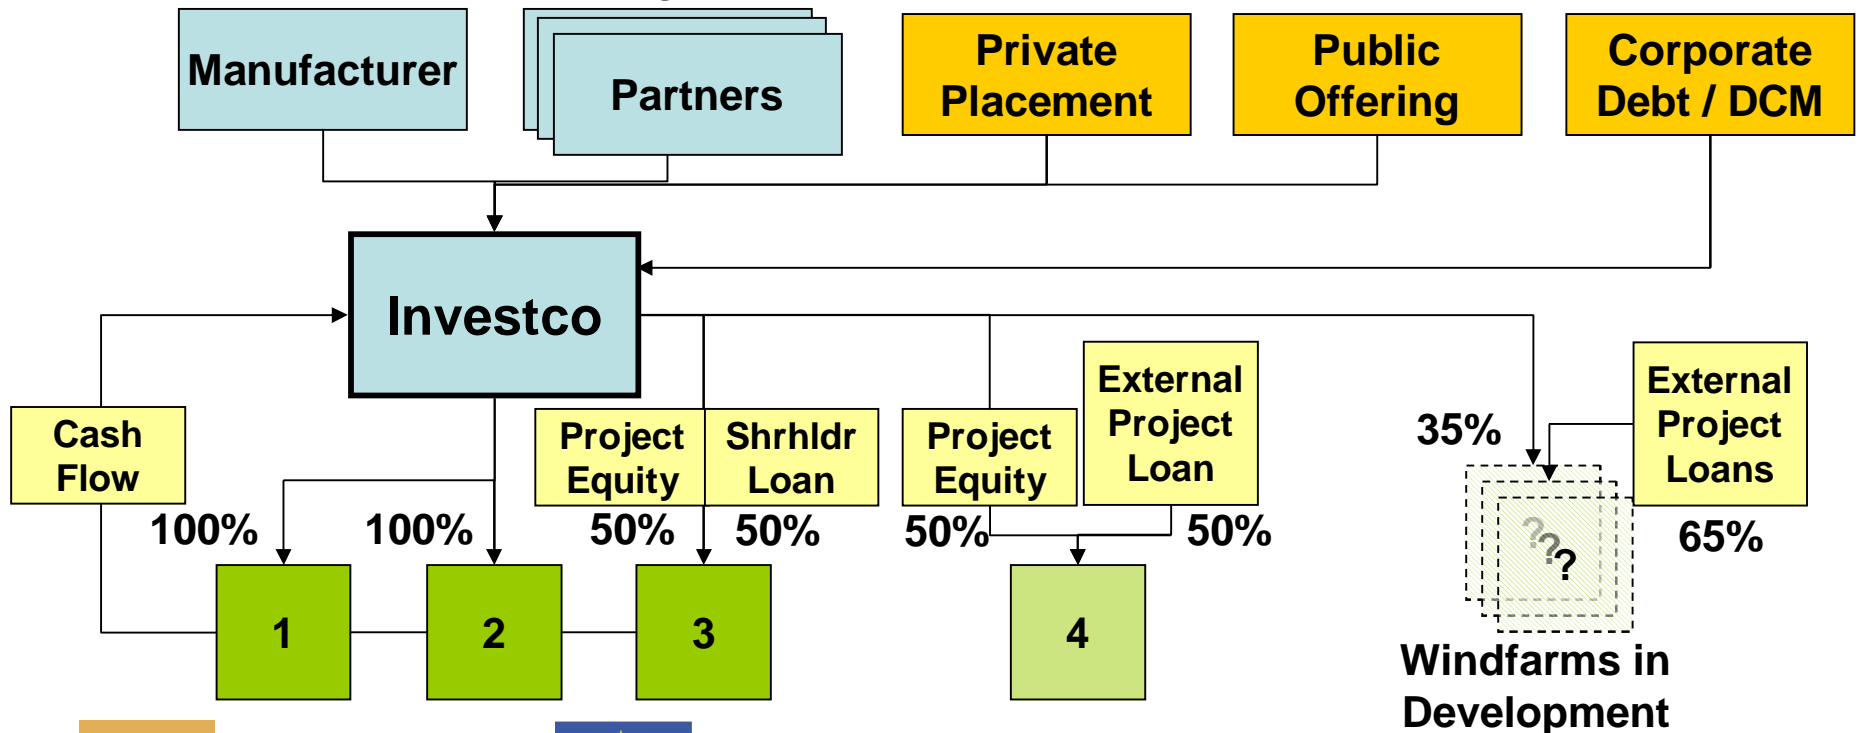 Manufacturer
Partners
Private
Placement
Public
Offering
Corporate
Debt / DCM
Investco
Cash
Flow
Project
Equity
Shrhldr
Loan
Project
Equity
External
Project
Loan
35%
External
Project
Loans
100%
100%
50%
50%
50%
50%
65%
?
?
?
1
2
3
4
Windfarms in
Development